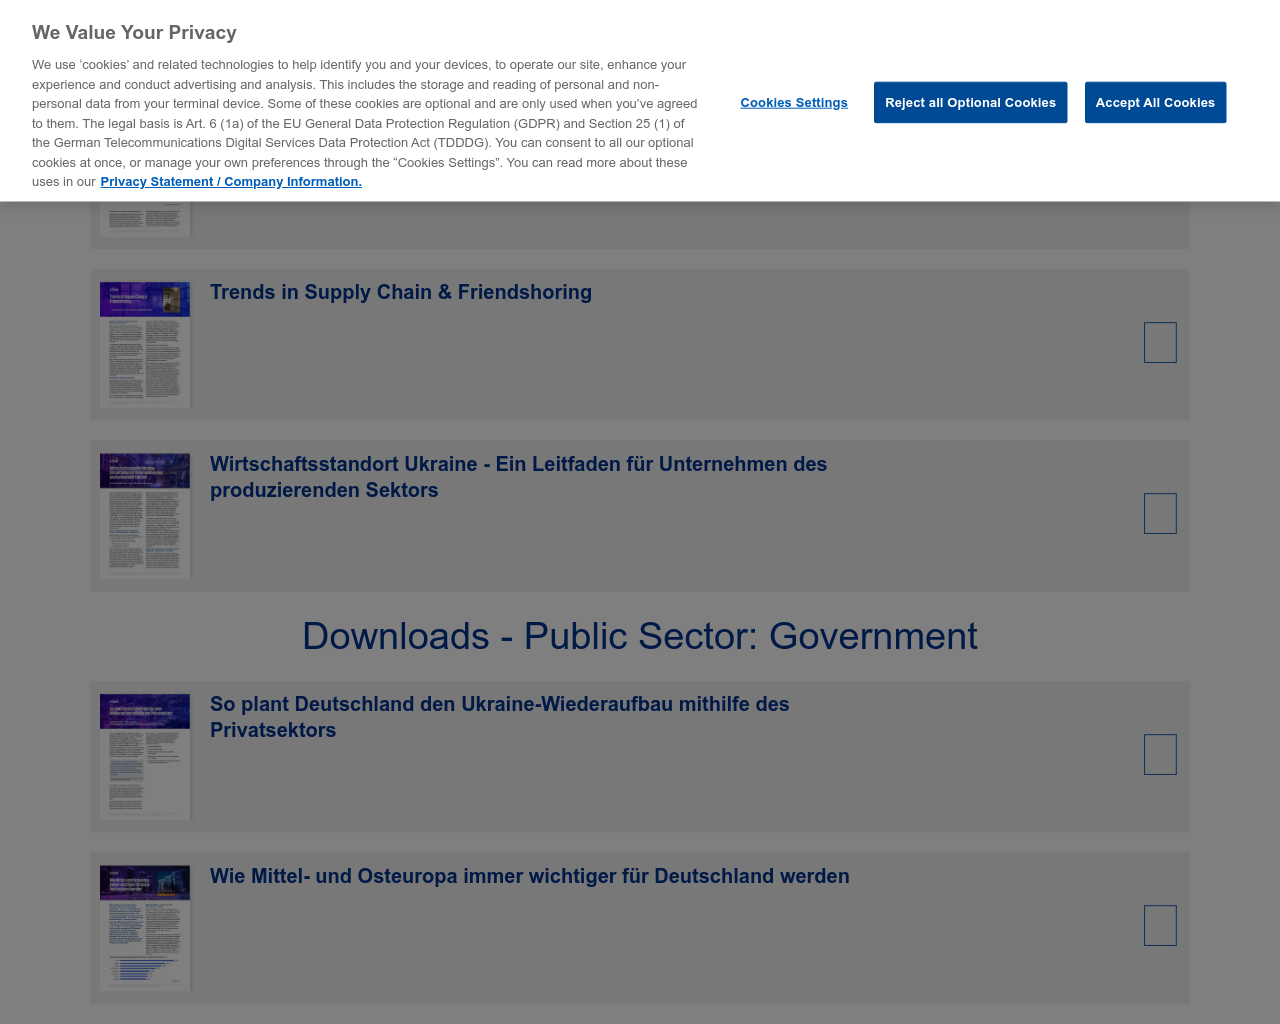 We Value Your Privacy
We use ‘cookies’ and related technologies to help identify you and your devices, to operate our site, enhance your
experience and conduct advertising and analysis. This includes the storage and reading of personal and non-
personal data from your terminal device. Some of these cookies are optional and are only used when you’ve agreed
to them. The legal basis is Art. 6 (1a) of the EU General Data Protection Regulation (GDPR) and Section 25 (1) of
the German Telecommunications Digital Services Data Protection Act (TDDDG). You can consent to all our optional
cookies at once, or manage your own preferences through the “Cookies Settings”. You can read more about these
uses in our Privacy Statement / Company Information.
Cookies Settings
Reject all Optional Cookies
Accept All Cookies
Trends in Supply Chain & Friendshoring
Wirtschaftsstandort Ukraine - Ein Leitfaden für Unternehmen des
produzierenden Sektors
Downloads - Public Sector: Government
So plant Deutschland den Ukraine-Wiederaufbau mithilfe des
Privatsektors
Wie Mittel- und Osteuropa immer wichtiger für Deutschland werden